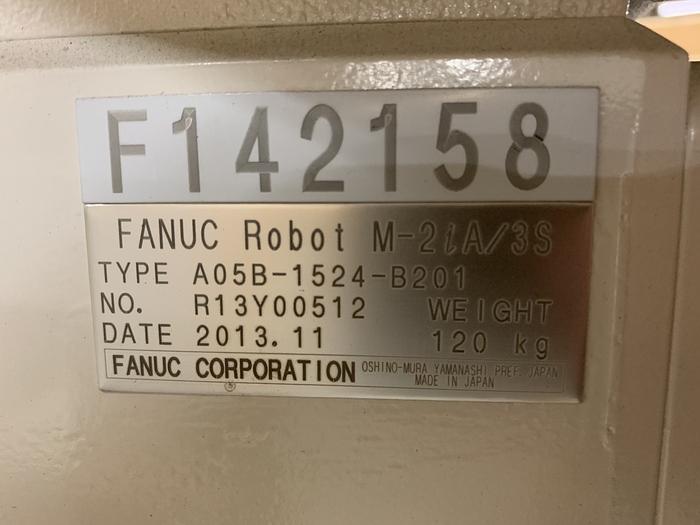 F142158
FANUC Robot M-2iA/3S
TYPE A05B-1524-B201
NO. R13Y00512 WEIGHT
DATE 2013.11 120 kg
FANUC CORPORATION OSHINO-MURA YAMANASHI PREF. JAPAN
MADE IN JAPAN